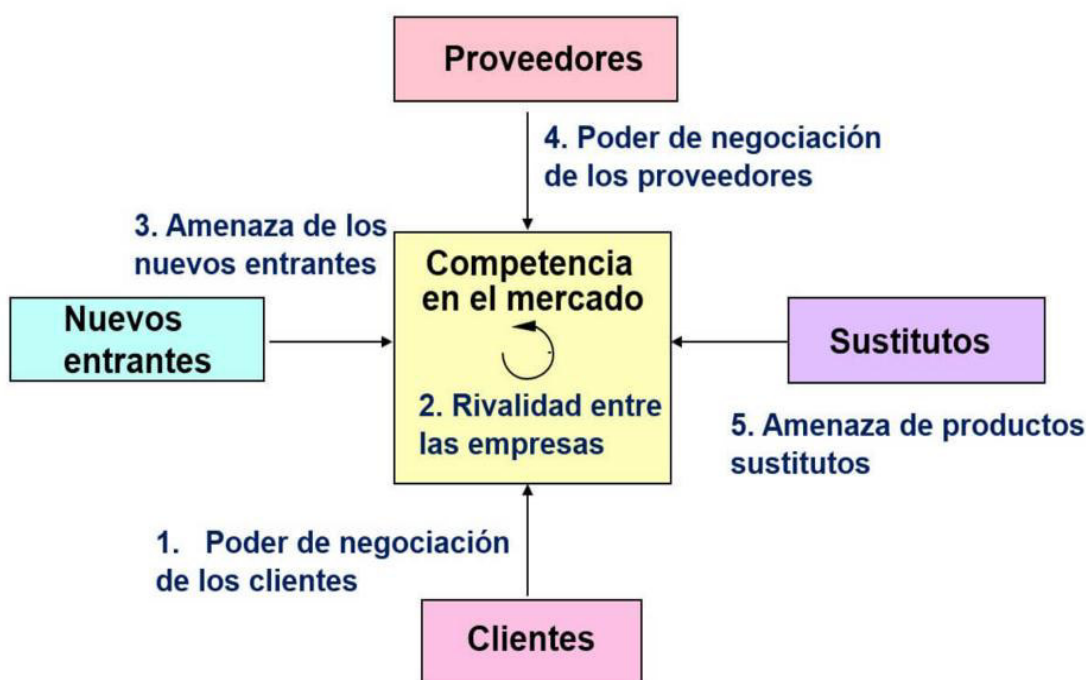 Proveedores
4. Poder de negociación
de los proveedores
3. Amenaza de los
nuevos entrantes
Competencia
en el mercado
Nuevos
entrantes
Sustitutos
2. Rivalidad entre
las empresas
5. Amenaza de productos
sustitutos
1. Poder de negociación
de los clientes
Clientes